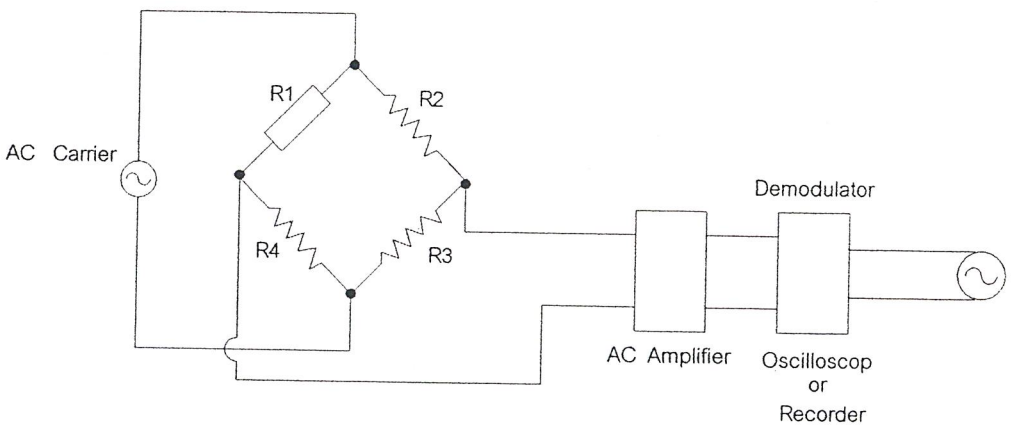 R1
R2
AC Carrier
R4
R3
Demodulator
AC Amplifier
Oscilloscop
or
Recorder